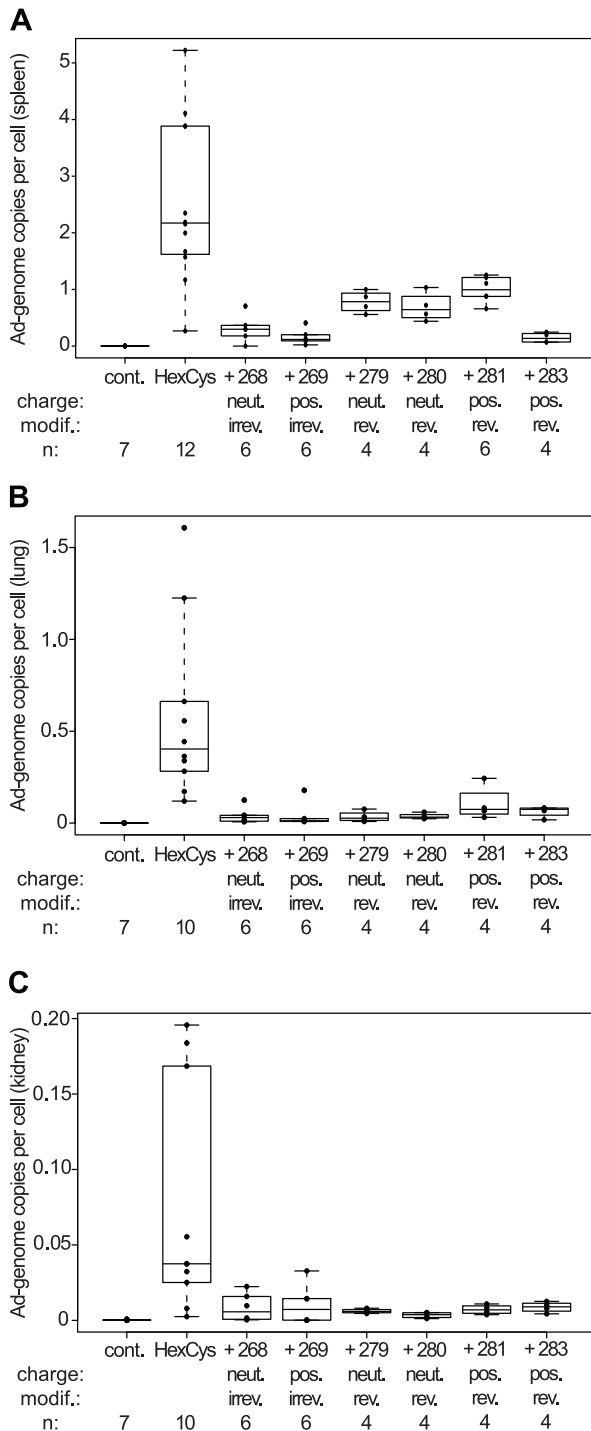 A
Ad-genome copies per cell (spleen)
5
4
3
2
1
0
cont. HexCys +268 +269 +279 +280 +281 +283
charge: neut. pos. neut. neut. pos. pos.
modif.: irrev. irrev. rev. rev. rev. rev.
n: 7 12 6 6 4 4 6 4
B
Ad-genome copies per cell (lung)
1.5
1.0
0.5
0
cont. HexCys +268 +269 +279 +280 +281 +283
charge: neut. pos. neut. neut. pos. pos.
modif.: irrev. irrev. rev. rev. rev. rev.
n: 7 10 6 6 4 4 4 4
C
Ad-genome copies per cell (kidney)
0.20
0.15
0.10
0.05
0
cont. HexCys +268 +269 +279 +280 +281 +283
charge: neut. pos. neut. neut. pos. pos.
modif.: irrev. irrev. rev. rev. rev. rev.
n: 7 10 6 6 4 4 4 4